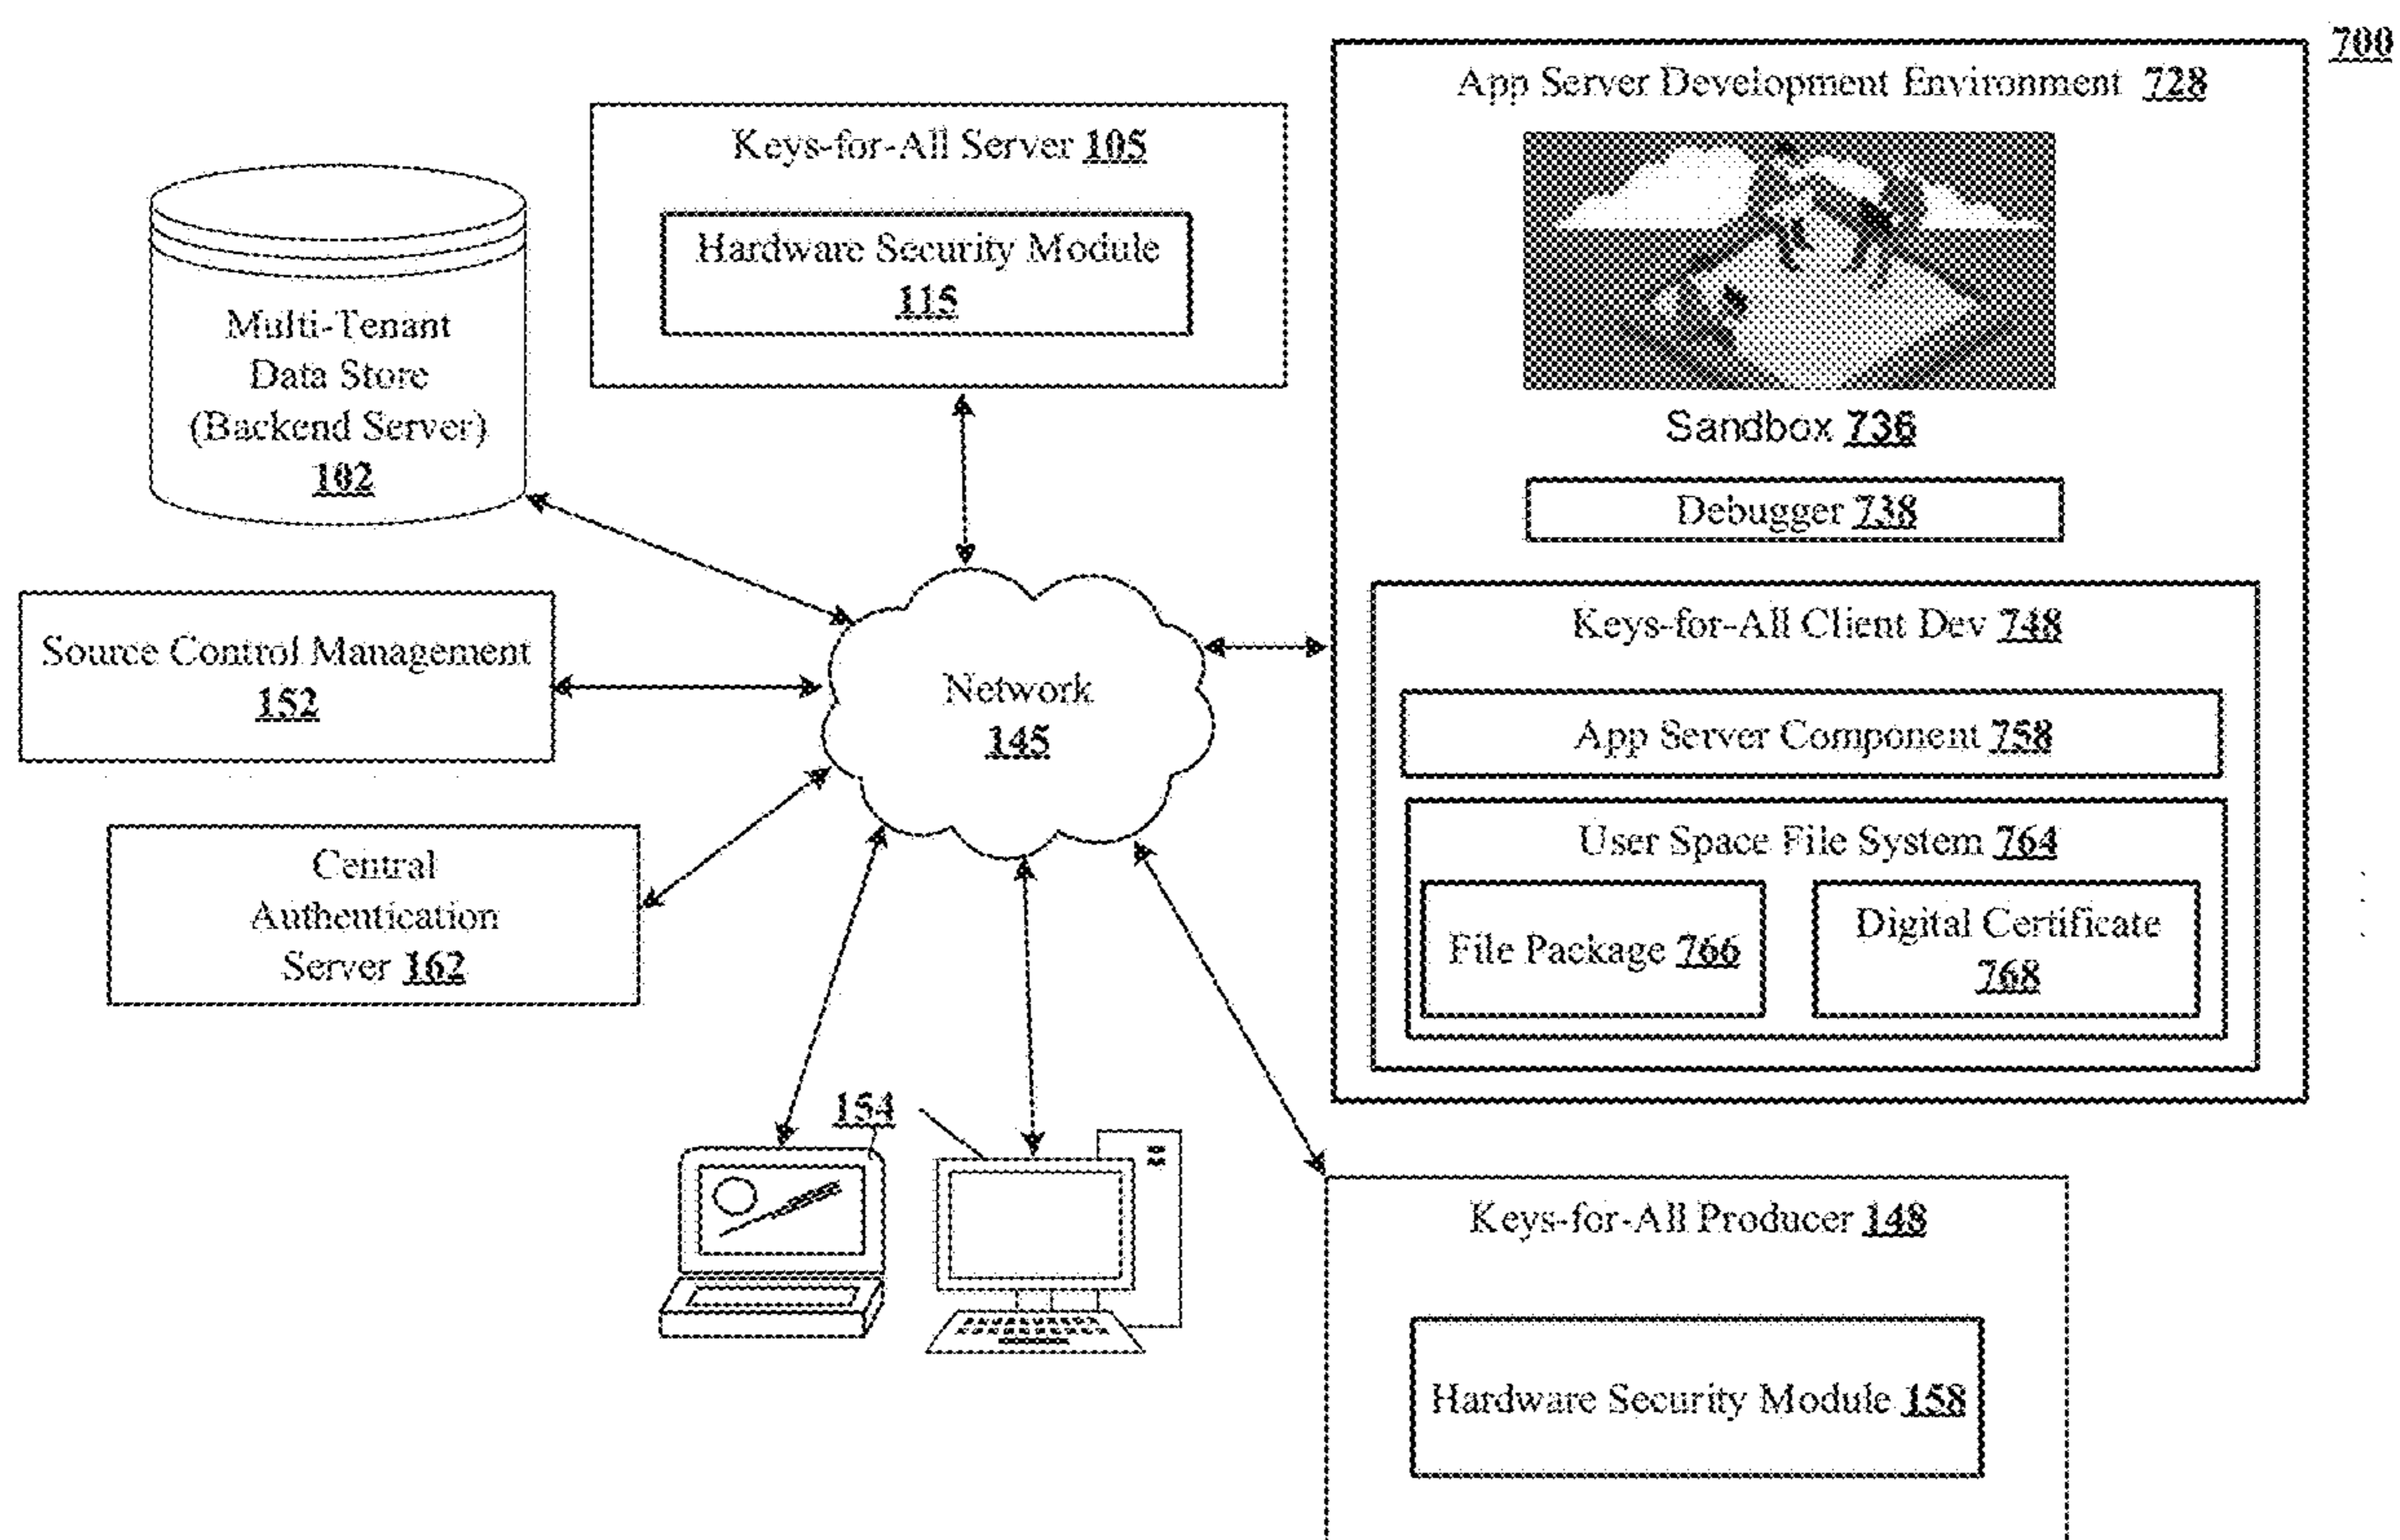 700
App Server Development Environment 728
Keys-for-All Server 105
Hardware Security Module
115
Multi-Tenant
Data Store
(Backend Server)
102
Sandbox 736
Debugger 738
Source Control Management
152
Network
145
Keys-for-All Client Dev 748
App Server Component 758
User Space File System 764
File Package 766
Digital Certificate
768
Central
Authentication
Server 162
154
Keys-for-All Producer 148
Hardware Security Module 158